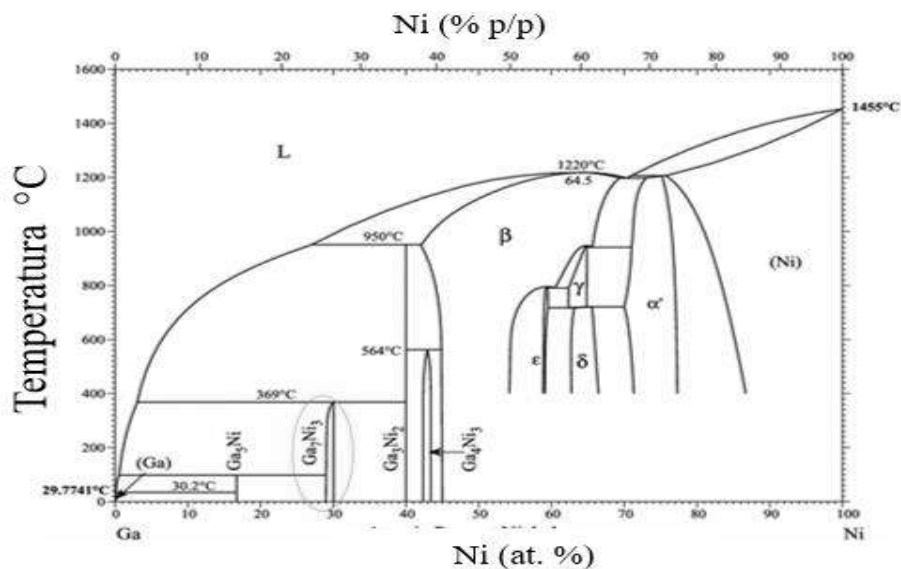 Ni (% p/p)
0 10 20 30 40 50 60 70 80 90 100
1600
1400
1200
1000
800
600
400
200
0
Temperatura °C
L
1220°C
64.5
1455°C
950°C
β
(Ni)
γ
α'
564°C
ε
δ
369°C
Ga₅Ni
Ga₇Ni₃
Ga₃Ni₂
Ga₄Ni₃
(Ga)
29.7741°C
30.2°C
0 10 20 30 40 50 60 70 80 90 100
Ga
Ni
Ni (at. %)